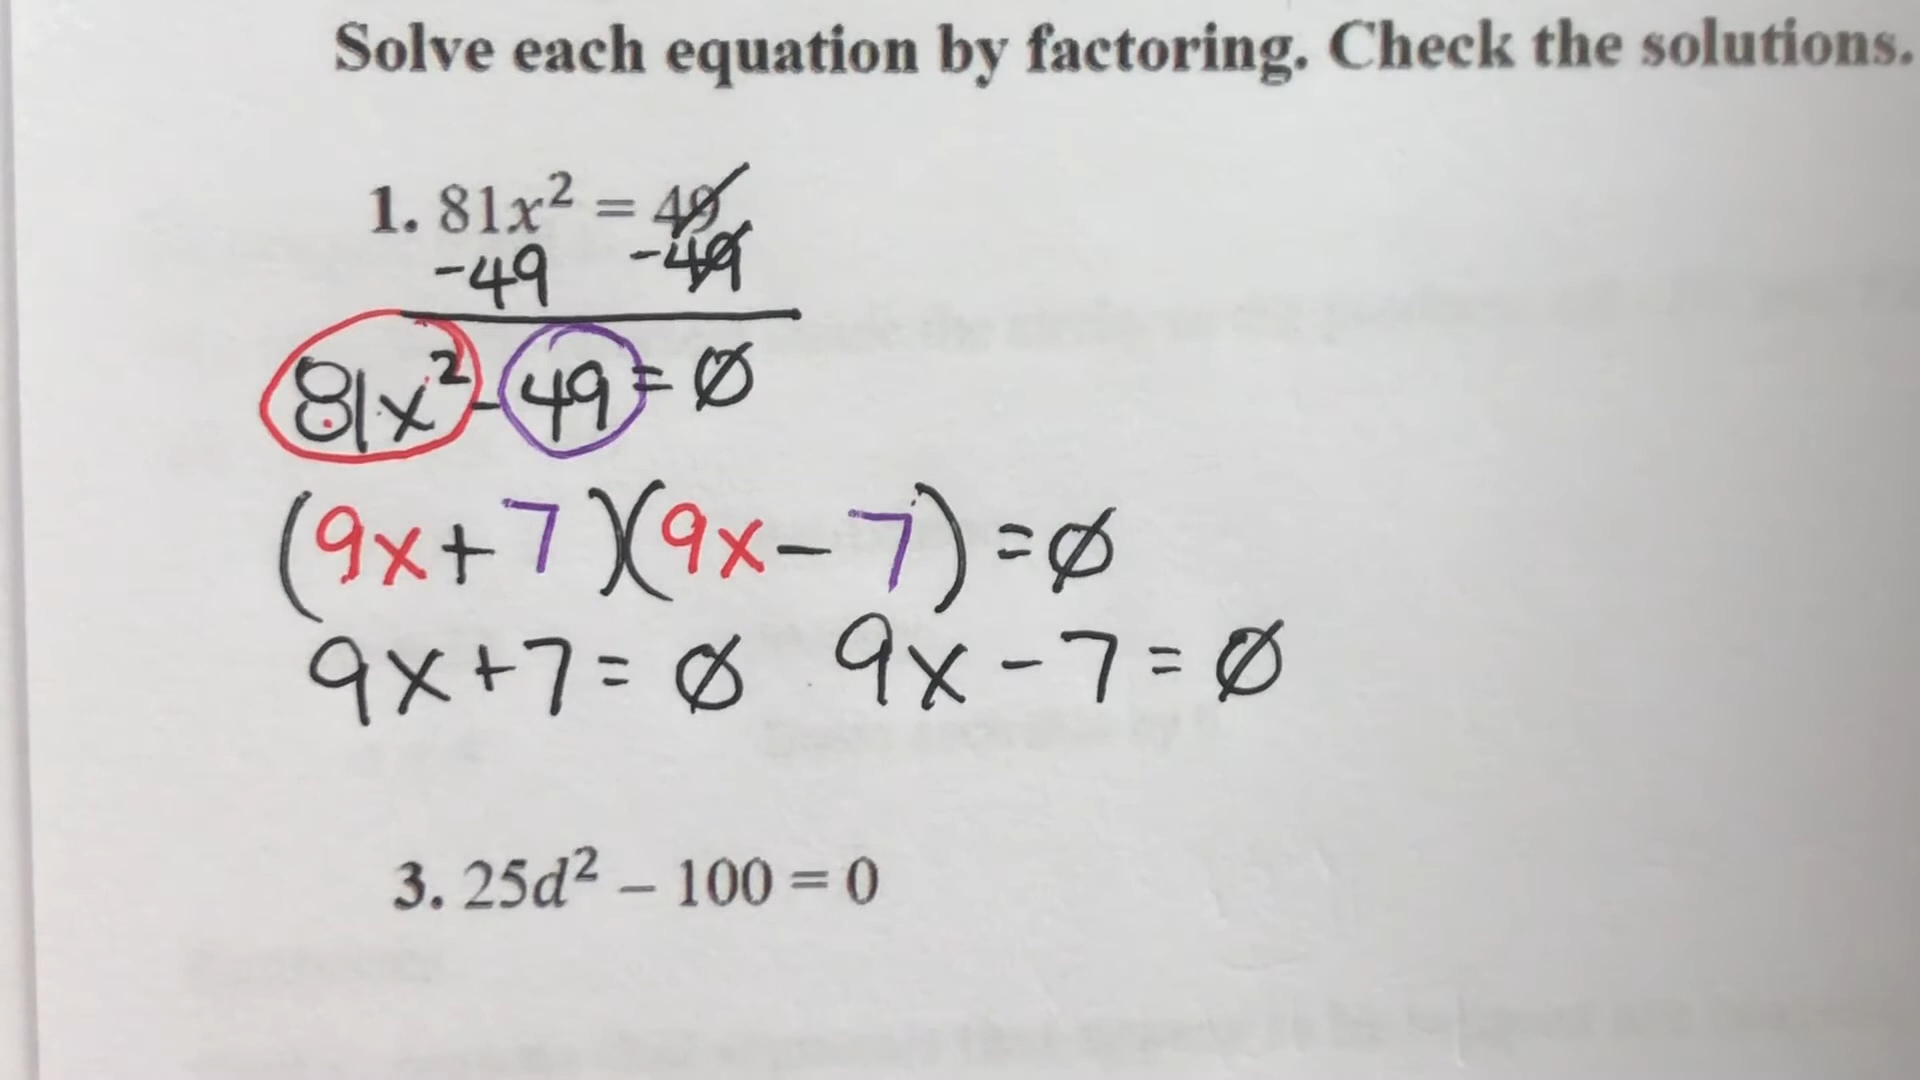 Solve each equation by factoring. Check the solutions.
1. 81x² = 49
-49 -49
81x² - 49 = Ø
(9x + 7)(9x - 7) = Ø
9x + 7 = Ø 9x - 7 = Ø
3. 25d² – 100 = 0